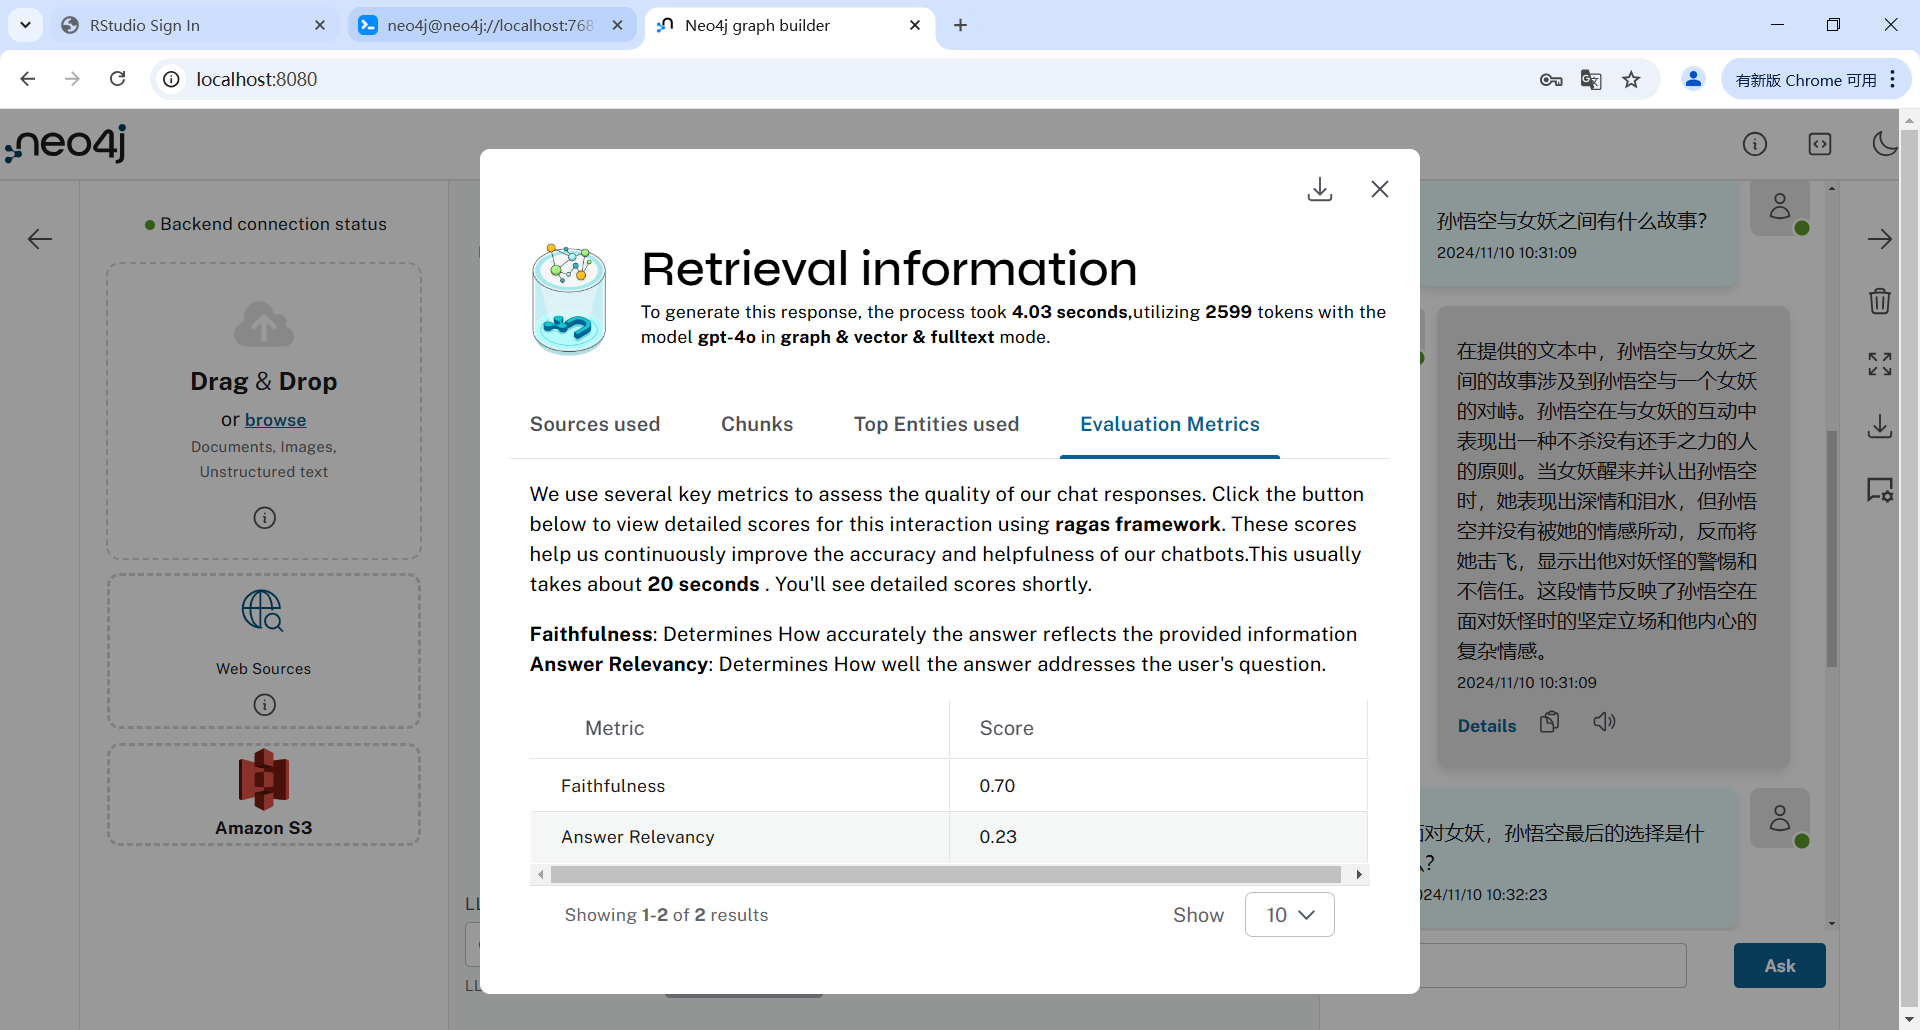 RStudio Sign In
neo4j@neo4j://localhost:768
Neo4j graph builder
localhost:8080
有新版 Chrome 可用
neo4j
Backend connection status
Drag & Drop
or browse
Documents, Images,
Unstructured text
Web Sources
Amazon S3
Retrieval information
To generate this response, the process took 4.03 seconds,utilizing 2599 tokens with the
model gpt-4o in graph & vector & fulltext mode.
Sources used
Chunks
Top Entities used
Evaluation Metrics
We use several key metrics to assess the quality of our chat responses. Click the button
below to view detailed scores for this interaction using ragas framework. These scores
help us continuously improve the accuracy and helpfulness of our chatbots.This usually
takes about 20 seconds . You'll see detailed scores shortly.
Faithfulness: Determines How accurately the answer reflects the provided information
Answer Relevancy: Determines How well the answer addresses the user's question.
Metric
Score
Faithfulness
0.70
Answer Relevancy
0.23
Showing 1-2 of 2 results
Show
10
孙悟空与女妖之间有什么故事?
2024/11/10 10:31:09
在提供的文本中，孙悟空与女妖之
间的故事涉及到孙悟空与一个女妖
的对峙。孙悟空在与女妖的互动中
表现出一种不杀没有还手之力的人
的原则。当女妖醒来并认出孙悟空
时，她表现出深情和泪水，但孙悟
空并没有被她的情感所动，反而将
她击飞，显示出他对妖怪的警惕和
不信任。这段情节反映了孙悟空在
面对妖怪时的坚定立场和他内心的
复杂情感。
2024/11/10 10:31:09
Details
对女妖，孙悟空最后的选择是什
?
24/11/10 10:32:23
Ask